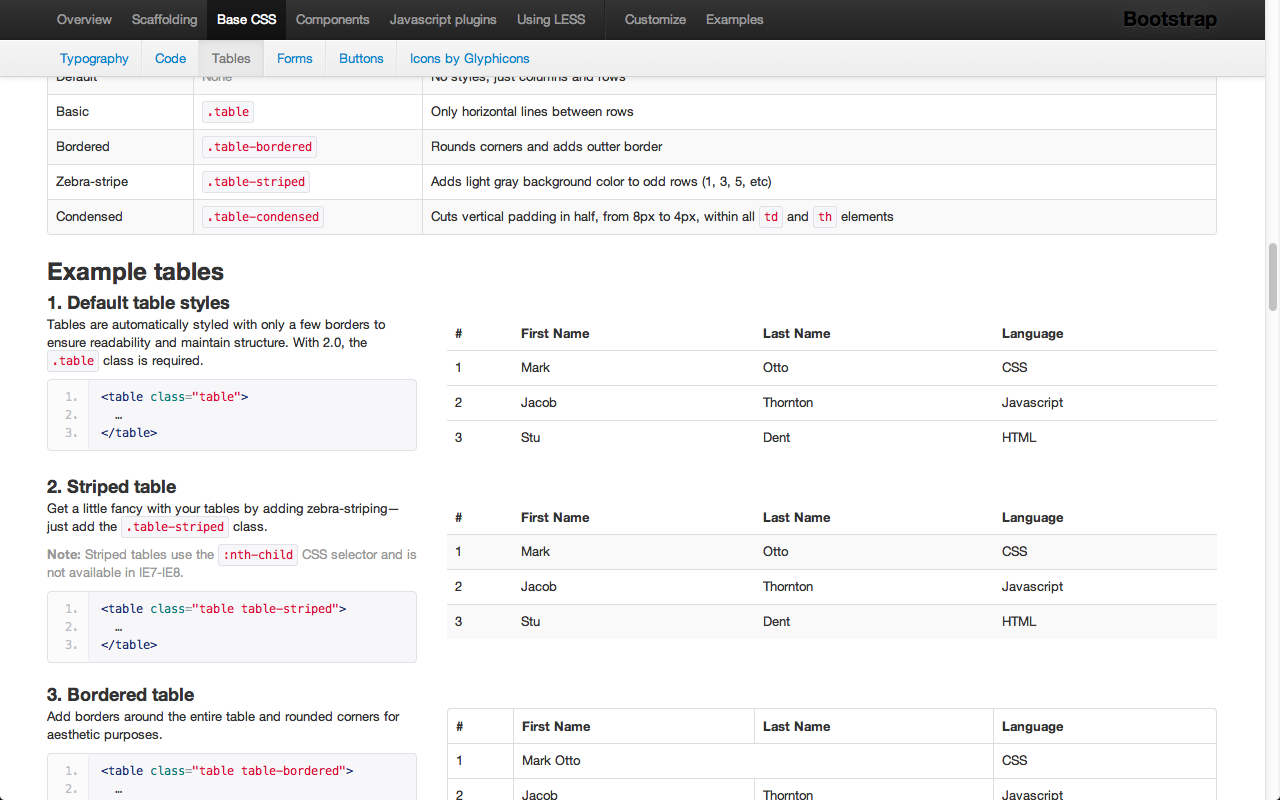 Overview Scaffolding Base CSS Components Javascript plugins Using LESS Customize Examples Bootstrap
Typography Code Tables Forms Buttons Icons by Glyphicons
Default None No styles, just columns and rows
Basic .table Only horizontal lines between rows
Bordered .table-bordered Rounds corners and adds outter border
Zebra-stripe .table-striped Adds light gray background color to odd rows (1, 3, 5, etc)
Condensed .table-condensed Cuts vertical padding in half, from 8px to 4px, within all td and th elements
Example tables
1. Default table styles
Tables are automatically styled with only a few borders to
ensure readability and maintain structure. With 2.0, the
.table class is required.
1. <table class="table">
2. …
3. </table>
# First Name Last Name Language
1 Mark Otto CSS
2 Jacob Thornton Javascript
3 Stu Dent HTML
2. Striped table
Get a little fancy with your tables by adding zebra-striping—
just add the .table-striped class.
Note: Striped tables use the :nth-child CSS selector and is
not available in IE7-IE8.
1. <table class="table table-striped">
2. …
3. </table>
# First Name Last Name Language
1 Mark Otto CSS
2 Jacob Thornton Javascript
3 Stu Dent HTML
3. Bordered table
Add borders around the entire table and rounded corners for
aesthetic purposes.
1. <table class="table table-bordered">
2. …
# First Name Last Name Language
1 Mark Otto CSS
2 Jacob Thornton Javascript